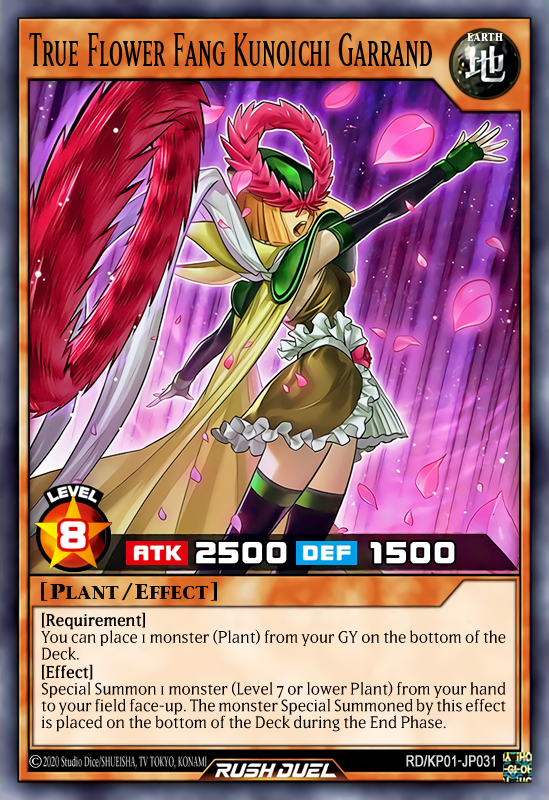 True Flower Fang Kunoichi Garrand
EARTH
地
LEVEL
8
ATK 2500 DEF 1500
[Plant/Effect]
[Requirement]
You can place 1 monster (Plant) from your GY on the bottom of the
Deck.
[Effect]
Special Summon 1 monster (Level 7 or lower Plant) from your hand
to your field face-up. The monster Special Summoned by this effect
is placed on the bottom of the Deck during the End Phase.
©2020 Studio Dice/SHUEISHA, TV TOKYO, KONAMI
RUSH DUEL
RD/KP01-JP031